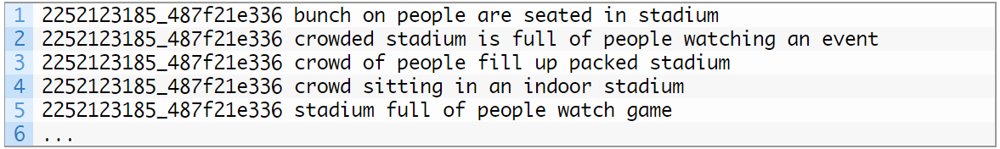 1 2252123185_487f21e336 bunch on people are seated in stadium
2 2252123185_487f21e336 crowded stadium is full of people watching an event
3 2252123185_487f21e336 crowd of people fill up packed stadium
4 2252123185_487f21e336 crowd sitting in an indoor stadium
5 2252123185_487f21e336 stadium full of people watch game
6 ...